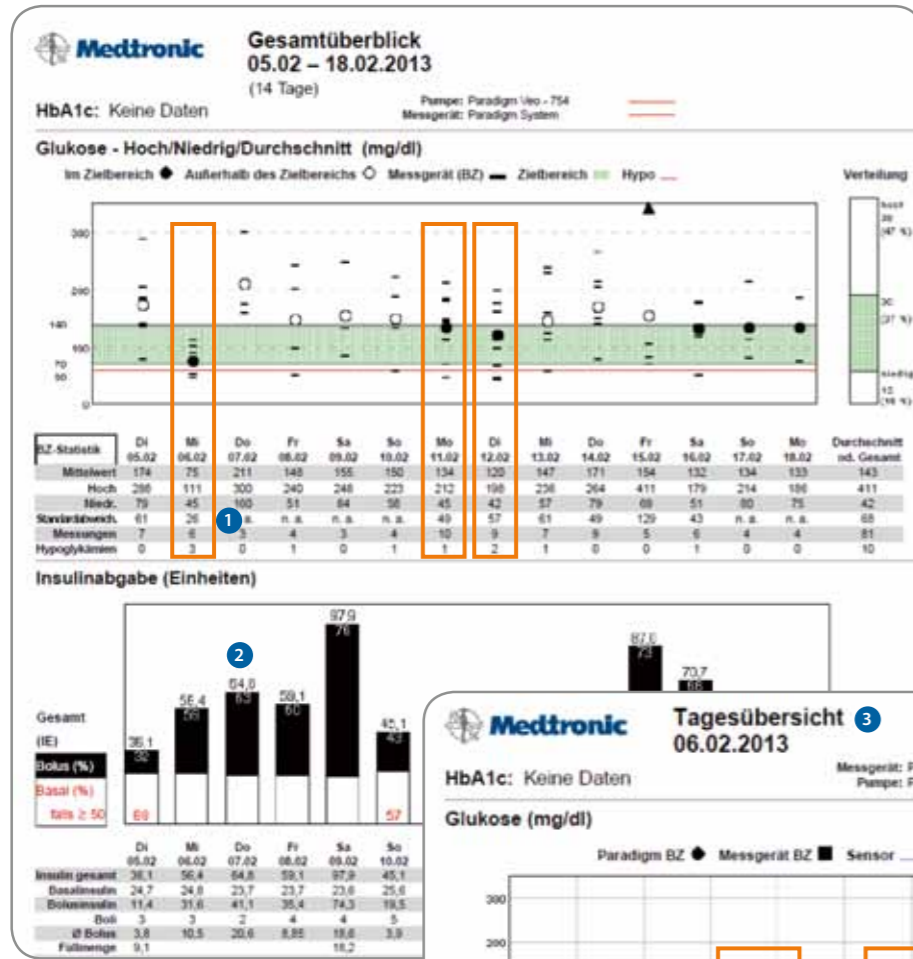 Medtronic
Gesamtüberblick
05.02 – 18.02.2013
(14 Tage)
HbA1c: Keine Daten
Pumpe: Paradigm Veo - 754
Messgerät: Paradigm System
Glukose - Hoch/Niedrig/Durchschnitt (mg/dl)
Im Zielbereich Außerhalb des Zielbereichs Messgerät (BZ) Zielbereich Hypo
Verteilung
300
200
140
100
70
0
(47 %)
(37 %)
BZ-Statistik Di Mi Do Fr Sa So Mo Di Mi Do Fr Sa So Mo Durchschnitt
05.02 06.02 07.02 08.02 09.02 10.02 11.02 12.02 13.02 14.02 15.02 16.02 17.02 18.02 od. Gesamt
Mittelwert 174 75 211 148 155 150 134 120 147 171 154 132 134 133 143
Hoch 288 111 300 240 248 223 212 198 238 264 411 179 214 186 411
Niedr. 79 45 160 51 84 58 45 42 57 79 69 51 80 75 42
Standardabweich. 61 26 1 a. n. a. n. a. n. a. 49 57 61 49 129 43 n. a. n. a. 68
Messungen 7 6 3 4 3 4 10 9 7 9 5 6 4 4 81
Hypoglykämien 0 3 0 1 0 1 1 2 1 0 0 1 0 0 10
Insulinabgabe (Einheiten)
2
97,9
76
87,0
73
70,7
64,8
63
59,1
60
56,4
56
45,1
43
36,1
32
Gesamt
(IE)
Bolus (%)
Basal (%)
falls ≥ 50
57
Di Mi Do Fr Sa So
05.02 06.02 07.02 08.02 09.02 10.02
Insulin gesamt 36,1 56,4 64,8 59,1 97,9 45,1
Basalinsulin 24,7 24,8 23,7 23,7 23,6 25,6
Bolusinsulin 11,4 31,6 41,1 35,4 74,3 19,5
Boli 3 3 2 4 4 5
Ø Bolus 3,8 10,5 20,6 8,85 18,6 3,9
Füllmenge 9,1 18,2
Medtronic
Tagesübersicht 3
06.02.2013
HbA1c: Keine Daten
Messgerät: P
Pumpe: P
Glukose (mg/dl)
Paradigm BZ Messgerät BZ Sensor
300
200